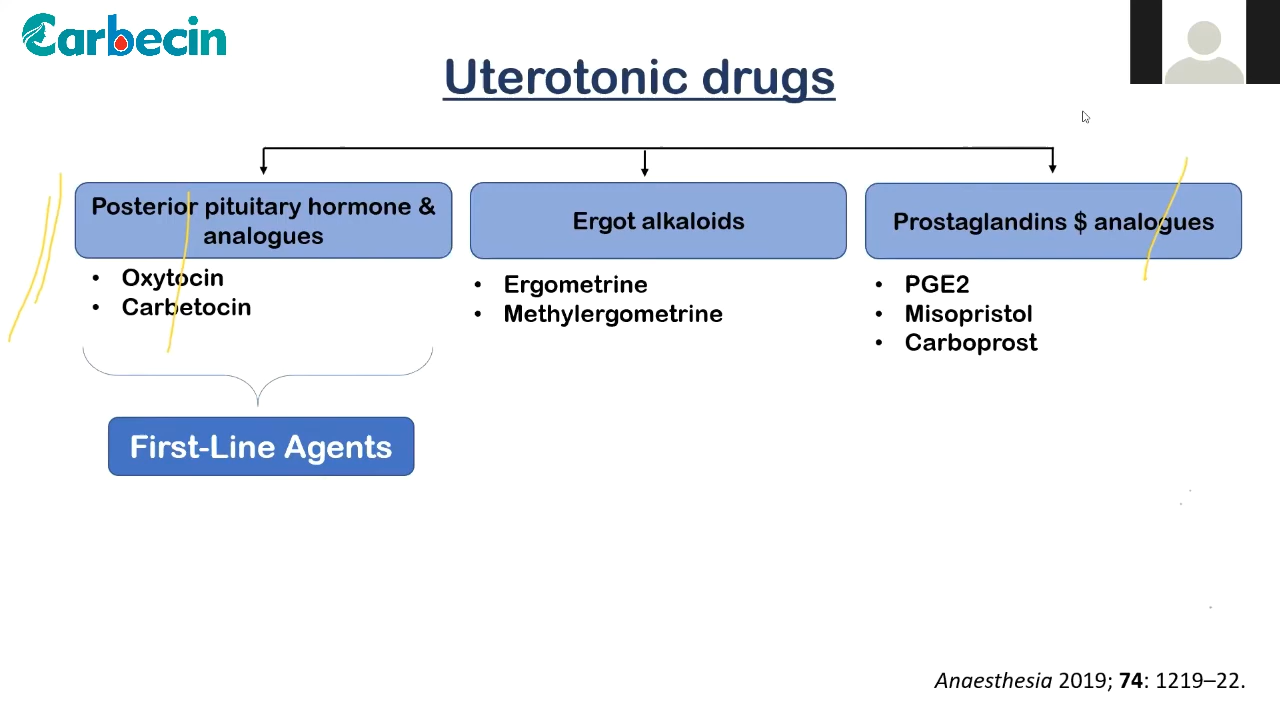 Carbecin
Uterotonic drugs
Posterior pituitary hormone &
analogues
• Oxytocin
• Carbetocin
First-Line Agents
Ergot alkaloids
• Ergometrine
• Methylergometrine
Prostaglandins $ analogues
• PGE2
• Misopristol
• Carboprost
Anaesthesia 2019; 74: 1219–22.